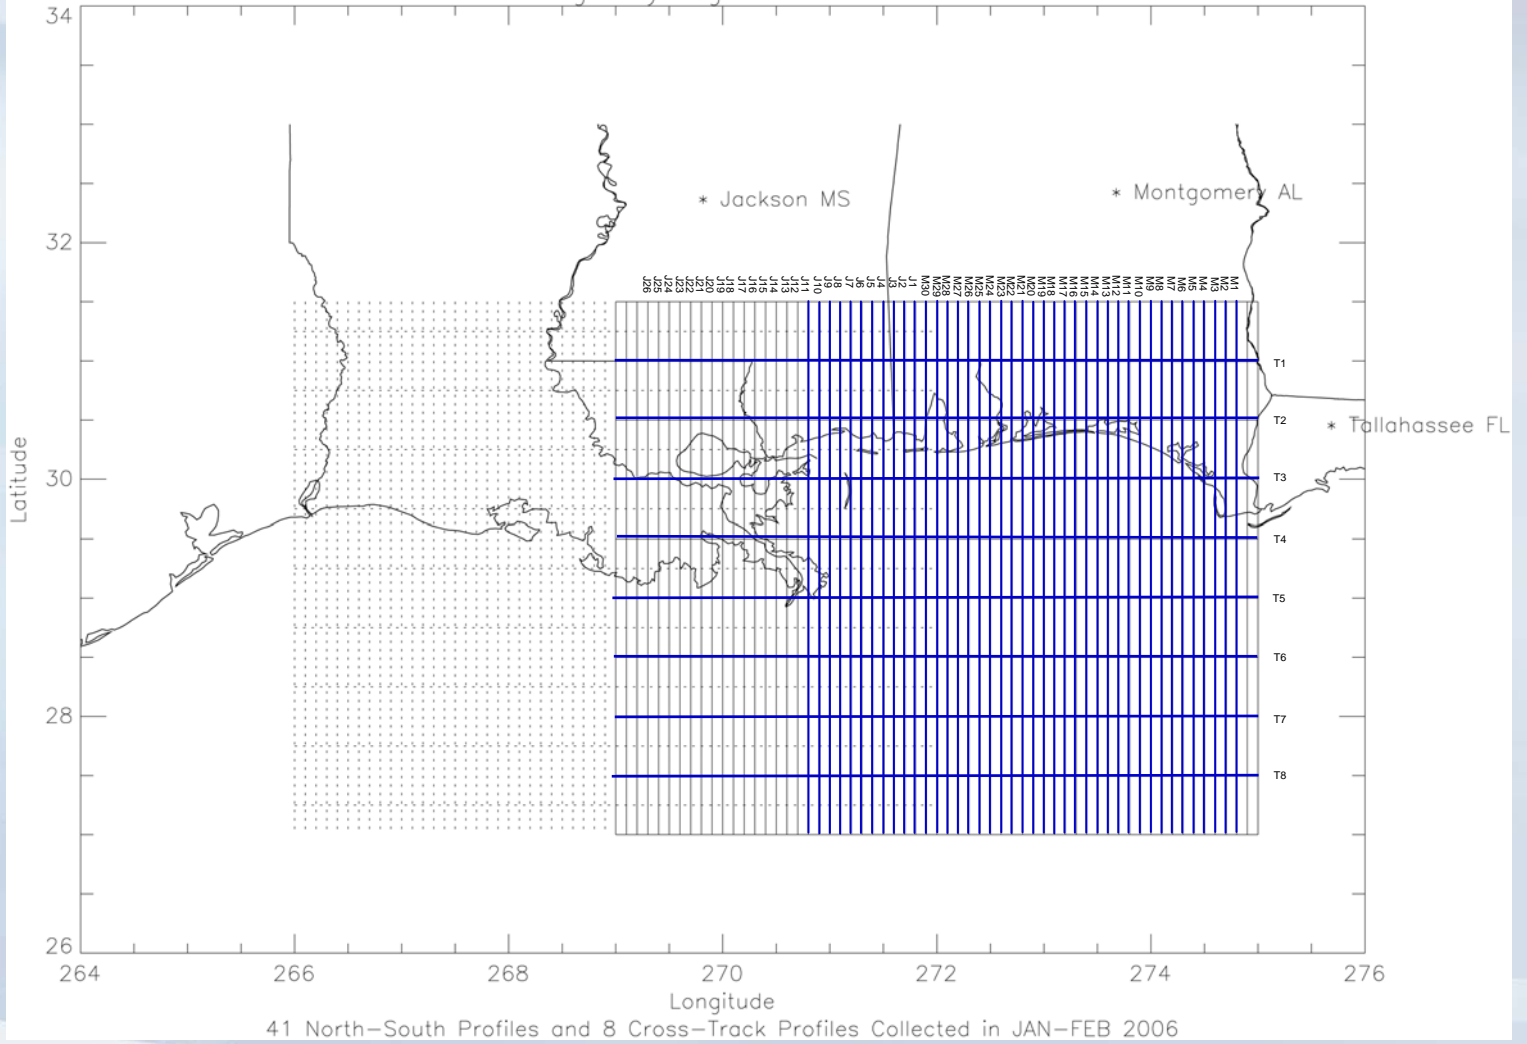 34
* Jackson MS
* Montgomery AL
32
J26 J25 J24 J23 J22 J21 J20 J19 J18 J17 J16 J15 J14 J13 J12 J11 J10 J9 J8 J7 J6 J5 J4 J3 J2 J1 M30 M29 M28 M27 M26 M25 M24 M23 M22 M21 M20 M19 M18 M17 M16 M15 M14 M13 M12 M11 M10 M9 M8 M7 M6 M5 M4 M3 M2 M1
T1
T2
* Tallahassee FL
Latitude
30
T3
T4
T5
T6
28
T7
T8
26
264 266 268 270 272 274 276
Longitude
41 North-South Profiles and 8 Cross-Track Profiles Collected in JAN-FEB 2006